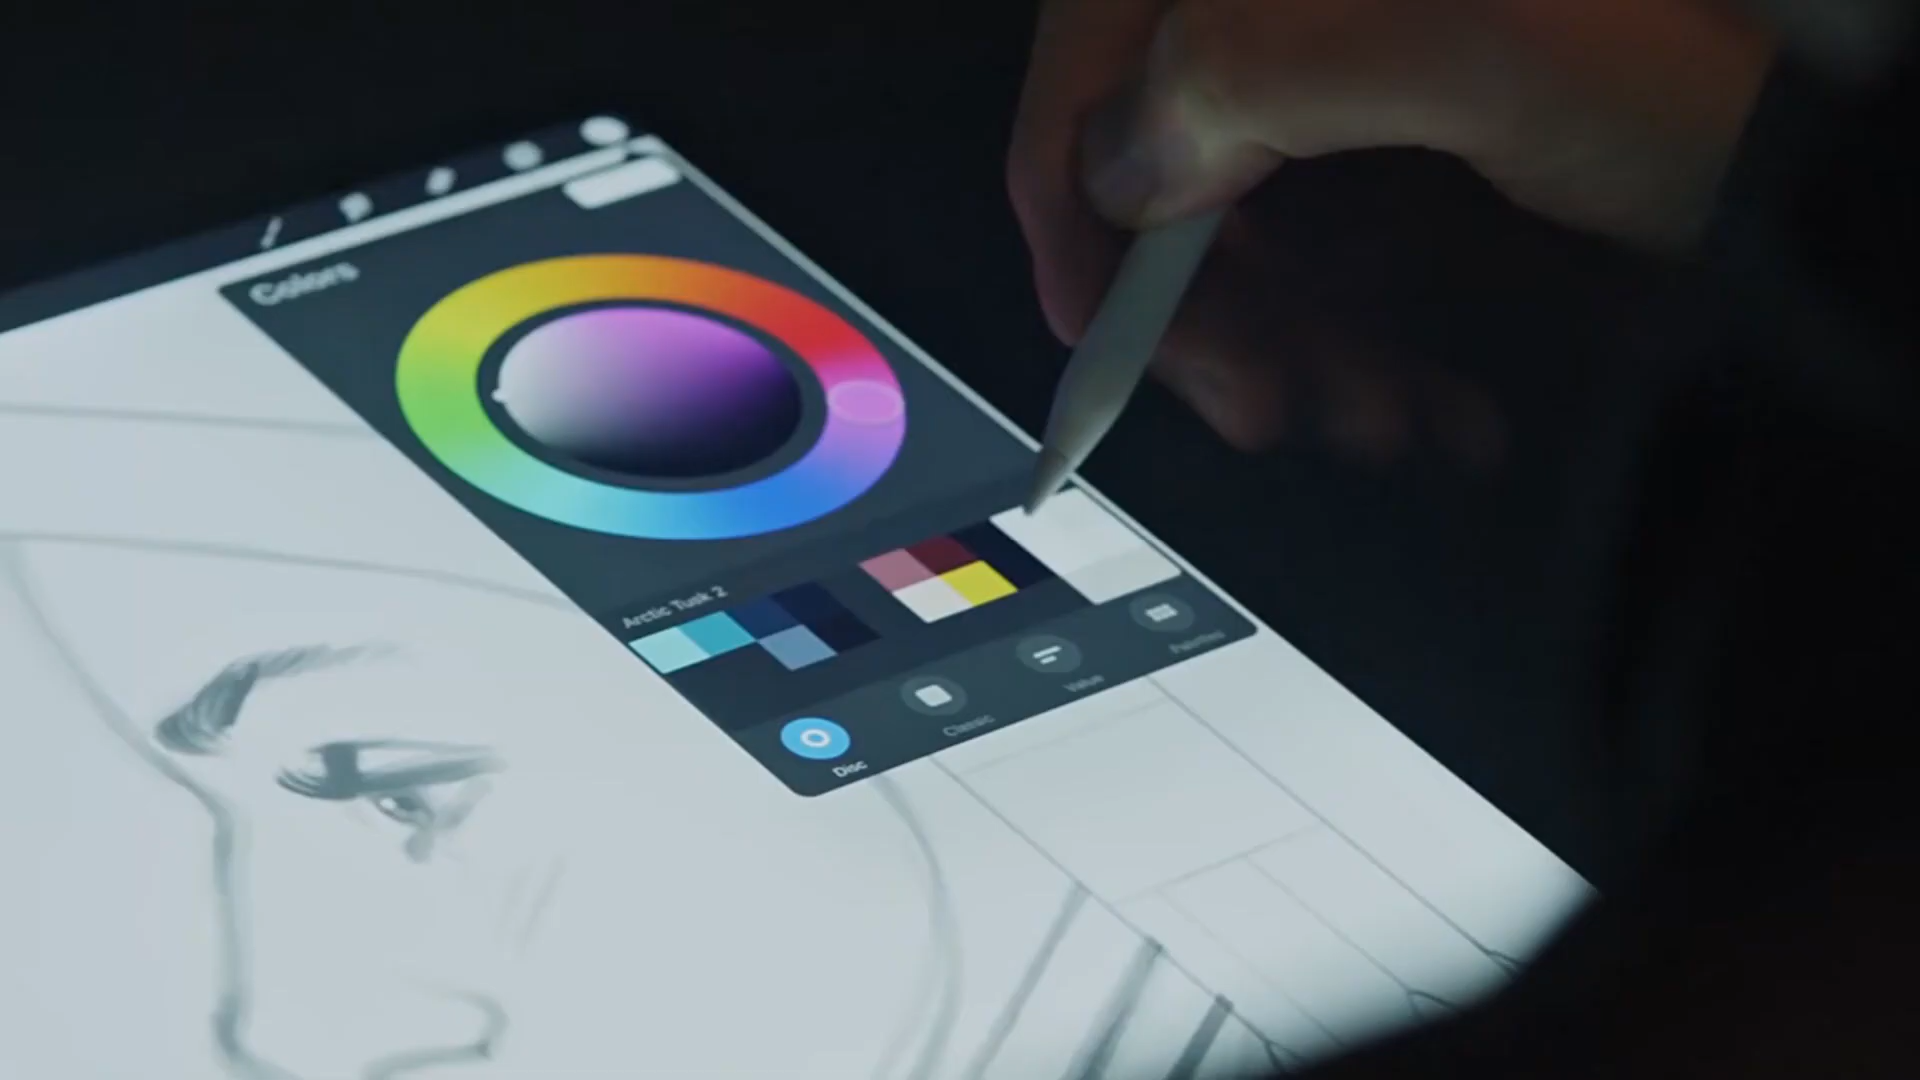 Colors
Arctic Tusk 2
Disc
Classic
Value
Palettes